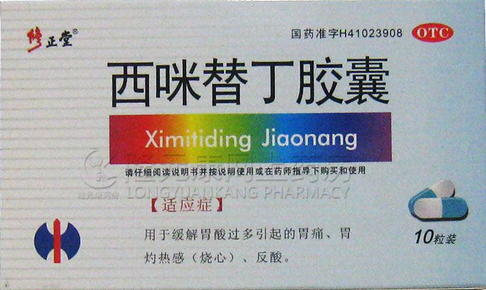 修正堂®
国药准字H41023908
OTC
西咪替丁胶囊
Ximitiding Jiaonang
请仔细阅读说明书并按说明使用或在药师指导下购买和使用
LONGYUANKANG PHARMACY
【适应症】
用于缓解胃酸过多引起的胃痛、胃
灼热感（烧心）、反酸。
10粒装